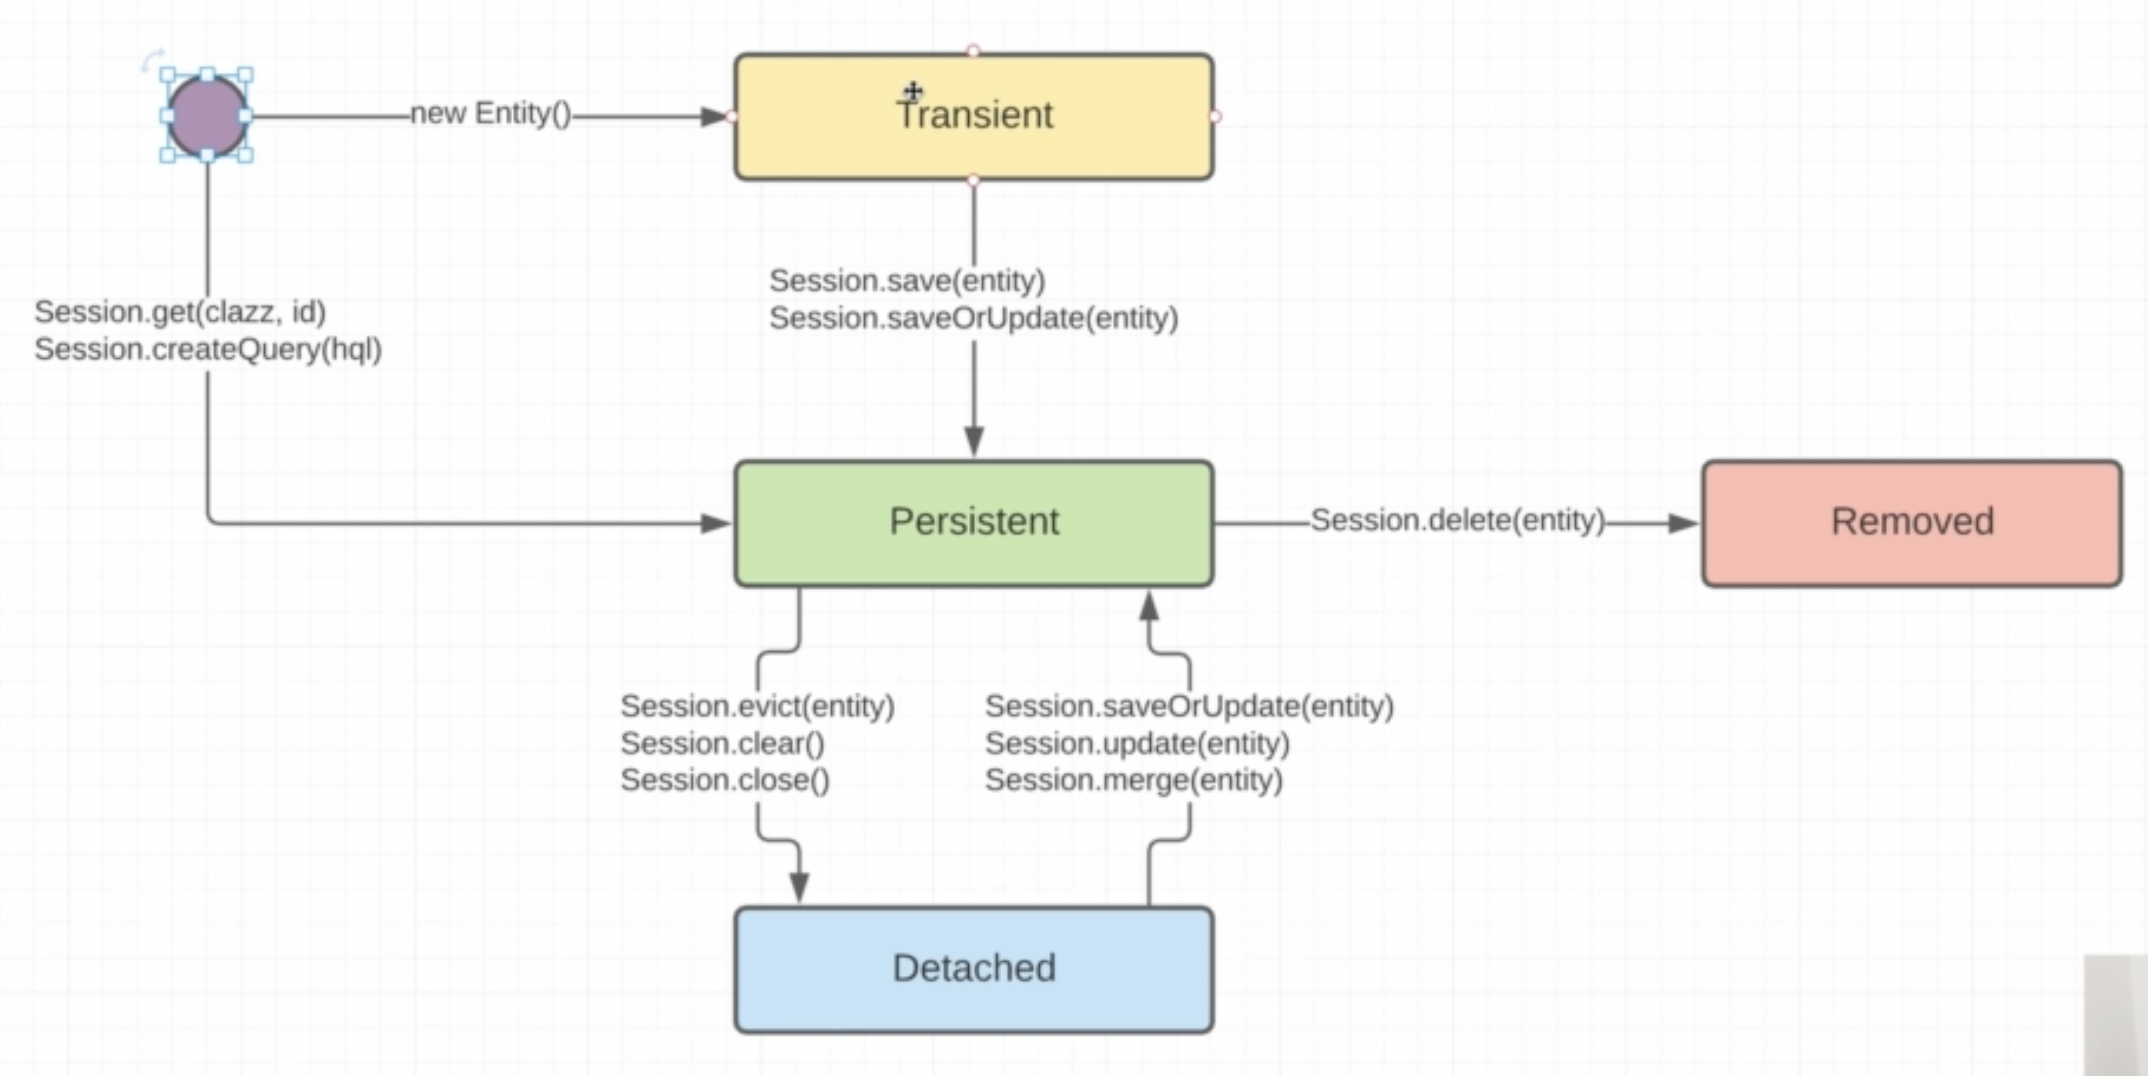 new Entity()
Transient
Session.save(entity)
Session.saveOrUpdate(entity)
Session.get(clazz, id)
Session.createQuery(hql)
Persistent
Session.delete(entity)
Removed
Session.evict(entity)
Session.clear()
Session.close()
Session.saveOrUpdate(entity)
Session.update(entity)
Session.merge(entity)
Detached